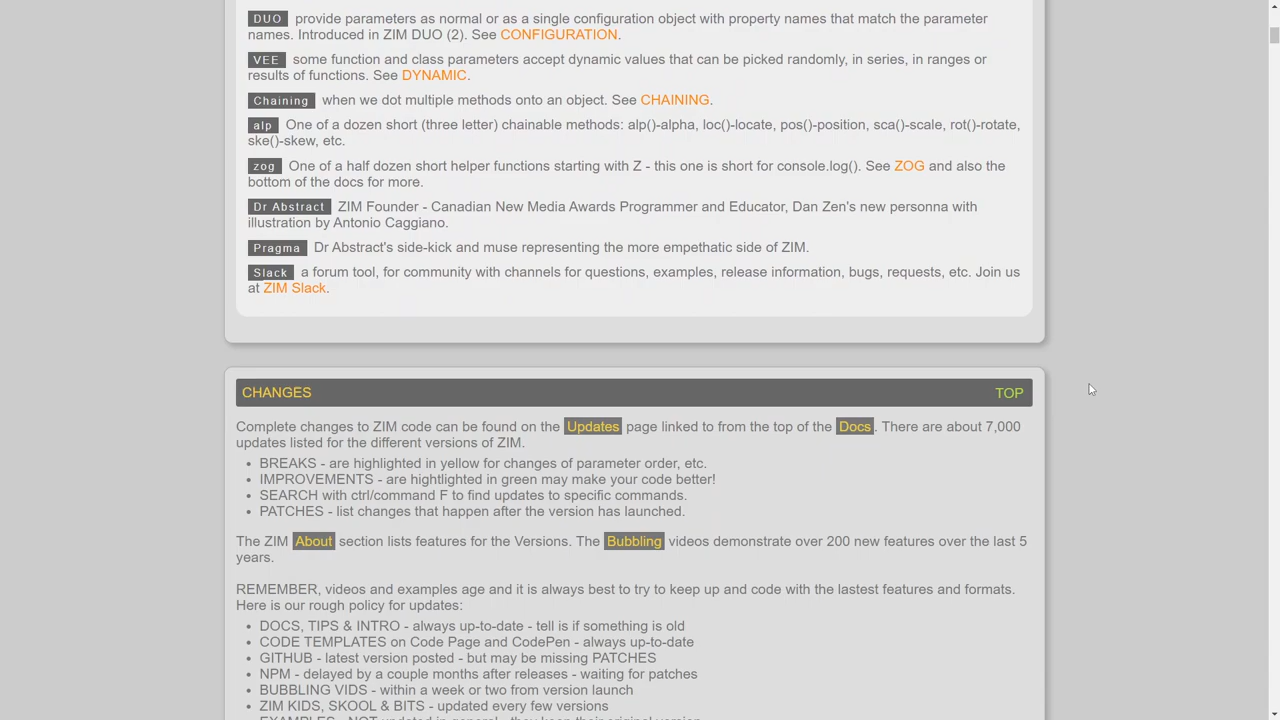 DUO provide parameters as normal or as a single configuration object with property names that match the parameter
names. Introduced in ZIM DUO (2). See CONFIGURATION.
VEE some function and class parameters accept dynamic values that can be picked randomly, in series, in ranges or
results of functions. See DYNAMIC.
Chaining when we dot multiple methods onto an object. See CHAINING.
alp One of a dozen short (three letter) chainable methods: alp()-alpha, loc()-locate, pos()-position, sca()-scale, rot()-rotate,
ske()-skew, etc.
zog One of a half dozen short helper functions starting with Z - this one is short for console.log(). See ZOG and also the
bottom of the docs for more.
Dr Abstract ZIM Founder - Canadian New Media Awards Programmer and Educator, Dan Zen's new personna with
illustration by Antonio Caggiano.
Pragma Dr Abstract's side-kick and muse representing the more empethatic side of ZIM.
Slack a forum tool, for community with channels for questions, examples, release information, bugs, requests, etc. Join us
at ZIM Slack.
CHANGES TOP
Complete changes to ZIM code can be found on the Updates page linked to from the top of the Docs. There are about 7,000
updates listed for the different versions of ZIM.
• BREAKS - are highlighted in yellow for changes of parameter order, etc.
• IMPROVEMENTS - are hightlighted in green may make your code better!
• SEARCH with ctrl/command F to find updates to specific commands.
• PATCHES - list changes that happen after the version has launched.
The ZIM About section lists features for the Versions. The Bubbling videos demonstrate over 200 new features over the last 5
years.
REMEMBER, videos and examples age and it is always best to try to keep up and code with the lastest features and formats.
Here is our rough policy for updates:
• DOCS, TIPS & INTRO - always up-to-date - tell is if something is old
• CODE TEMPLATES on Code Page and CodePen - always up-to-date
• GITHUB - latest version posted - but may be missing PATCHES
• NPM - delayed by a couple months after releases - waiting for patches
• BUBBLING VIDS - within a week or two from version launch
• ZIM KIDS, SKOOL & BITS - updated every few versions
• EXAMPLES - NOT updated in general - they keep their original version